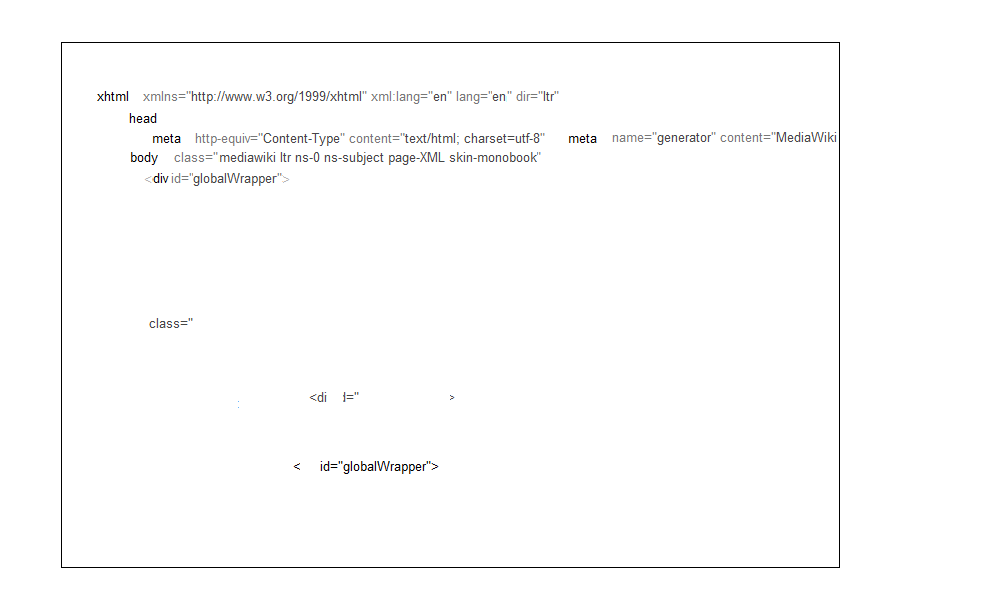 xhtml xmlns="http://www.w3.org/1999/xhtml" xml:lang="en" lang="en" dir="ltr"
head
meta http-equiv="Content-Type" content="text/html; charset=utf-8" meta name="generator" content="MediaWiki
body class="mediawiki ltr ns-0 ns-subject page-XML skin-monobook"
<div id="globalWrapper">
class="
<di d=" >
< id="globalWrapper">